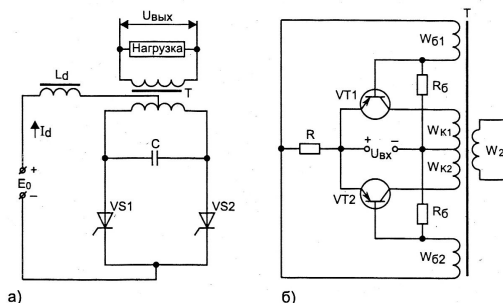 Uвых
Нагрузка
Ld
T
Id
C
+
E0
–
VS1
VS2
а)
T
Wб1
VT1
Rб
R
+
–
Uвх
Wк1
Wк2
W2
VT2
Rб
Wб2
б)